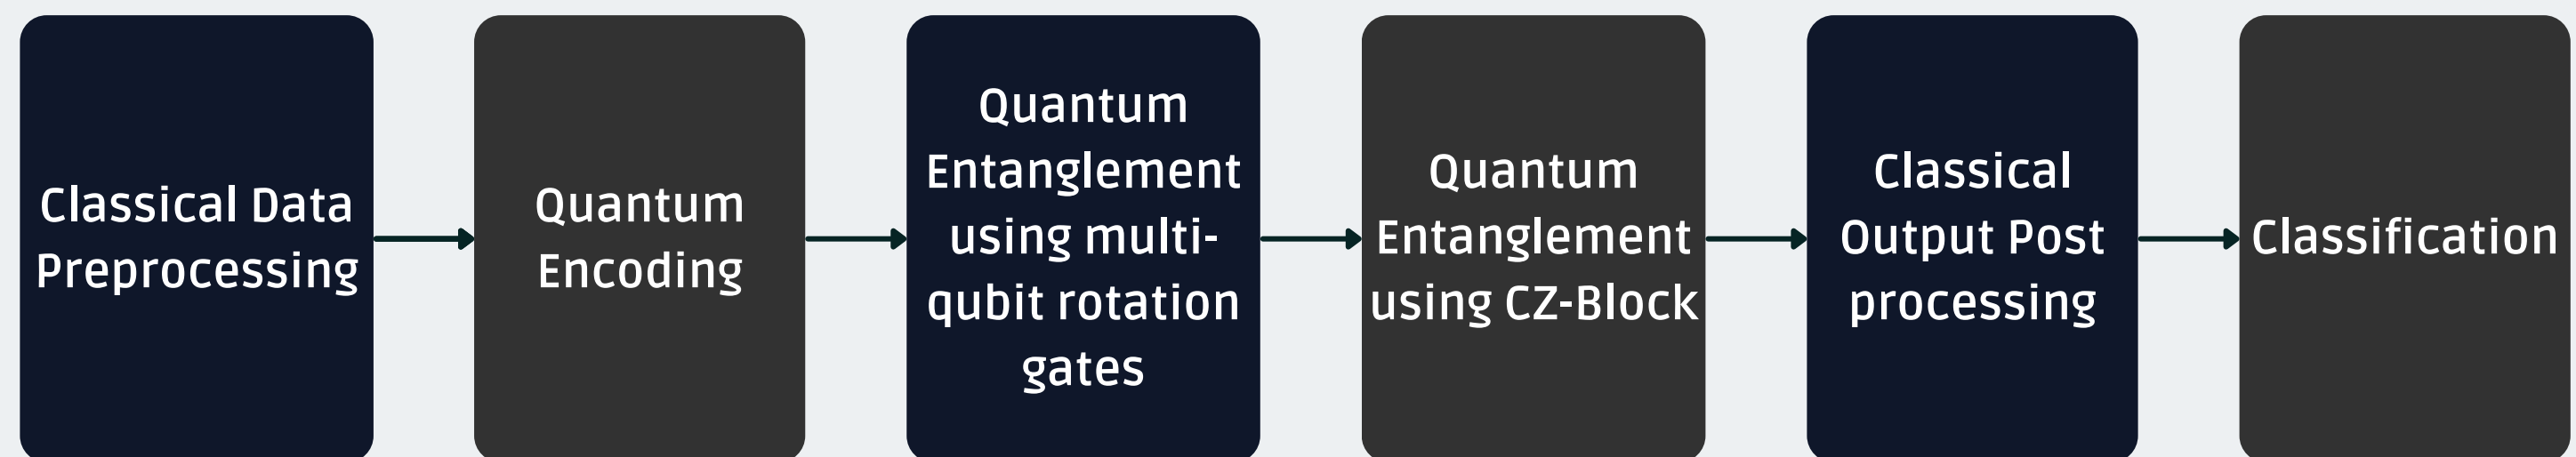 Classical Data
Preprocessing
Quantum
Encoding
Quantum
Entanglement
using multi-
qubit rotation
gates
Quantum
Entanglement
using CZ-Block
Classical
Output Post
processing
Classification